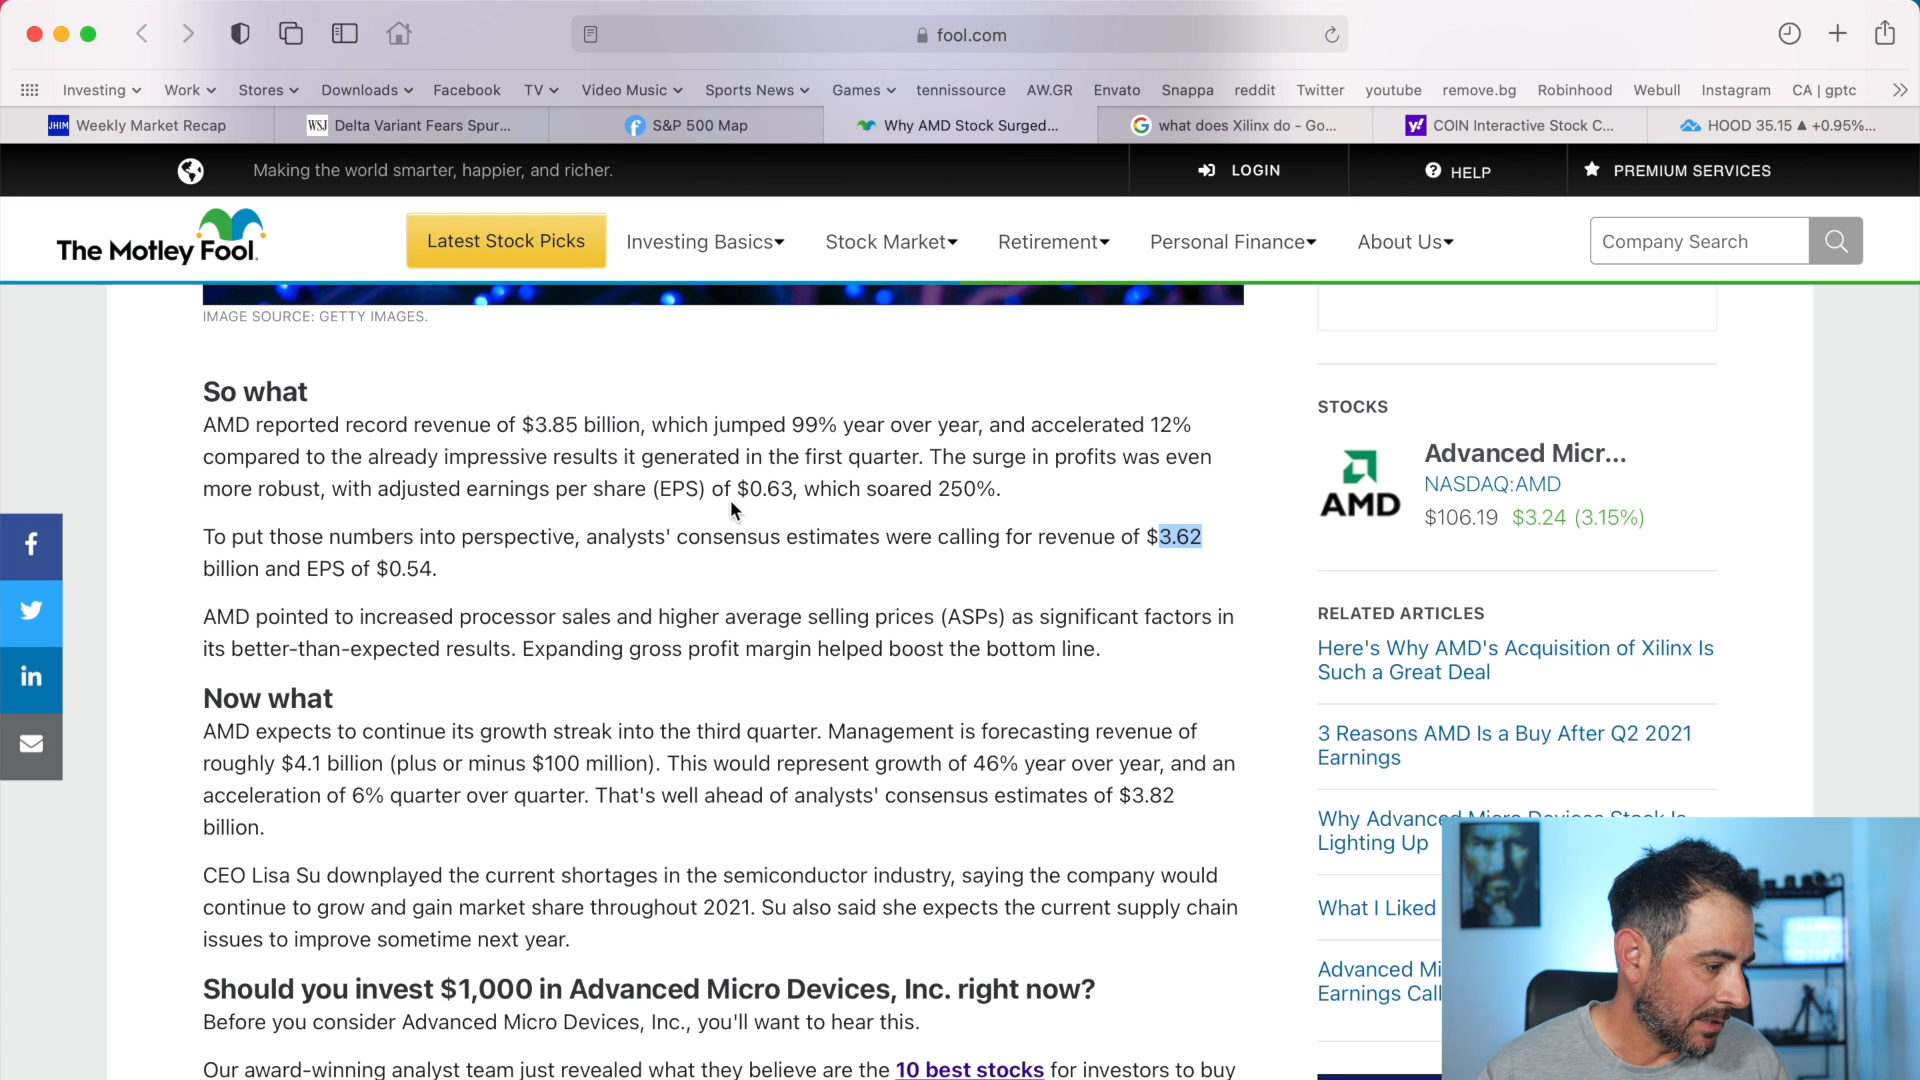 fool.com
Investing Work Stores Downloads Facebook TV Video Music Sports News Games tennissource AW.GR Envato Snappa reddit Twitter youtube remove.bg Robinhood Webull Instagram CA | gptc
JHIM Weekly Market Recap
WSJ Delta Variant Fears Spur...
S&P 500 Map
Why AMD Stock Surged...
what does Xilinx do - Go...
COIN Interactive Stock C...
HOOD 35.15 ▲ +0.95%...
Making the world smarter, happier, and richer.
LOGIN
HELP
PREMIUM SERVICES
The Motley Fool.
Latest Stock Picks
Investing Basics
Stock Market
Retirement
Personal Finance
About Us
Company Search
IMAGE SOURCE: GETTY IMAGES.
So what
AMD reported record revenue of $3.85 billion, which jumped 99% year over year, and accelerated 12%
compared to the already impressive results it generated in the first quarter. The surge in profits was even
more robust, with adjusted earnings per share (EPS) of $0.63, which soared 250%.
To put those numbers into perspective, analysts' consensus estimates were calling for revenue of $3.62
billion and EPS of $0.54.
AMD pointed to increased processor sales and higher average selling prices (ASPs) as significant factors in
its better-than-expected results. Expanding gross profit margin helped boost the bottom line.
Now what
AMD expects to continue its growth streak into the third quarter. Management is forecasting revenue of
roughly $4.1 billion (plus or minus $100 million). This would represent growth of 46% year over year, and an
acceleration of 6% quarter over quarter. That's well ahead of analysts' consensus estimates of $3.82
billion.
CEO Lisa Su downplayed the current shortages in the semiconductor industry, saying the company would
continue to grow and gain market share throughout 2021. Su also said she expects the current supply chain
issues to improve sometime next year.
Should you invest $1,000 in Advanced Micro Devices, Inc. right now?
Before you consider Advanced Micro Devices, Inc., you'll want to hear this.
Our award-winning analyst team just revealed what they believe are the 10 best stocks for investors to buy
STOCKS
AMD
Advanced Micr...
NASDAQ:AMD
$106.19 $3.24 (3.15%)
RELATED ARTICLES
Here's Why AMD's Acquisition of Xilinx Is
Such a Great Deal
3 Reasons AMD Is a Buy After Q2 2021
Earnings
Why Advanced Micro Devices Stock Is
Lighting Up
What I Liked
Advanced Mi
Earnings Call